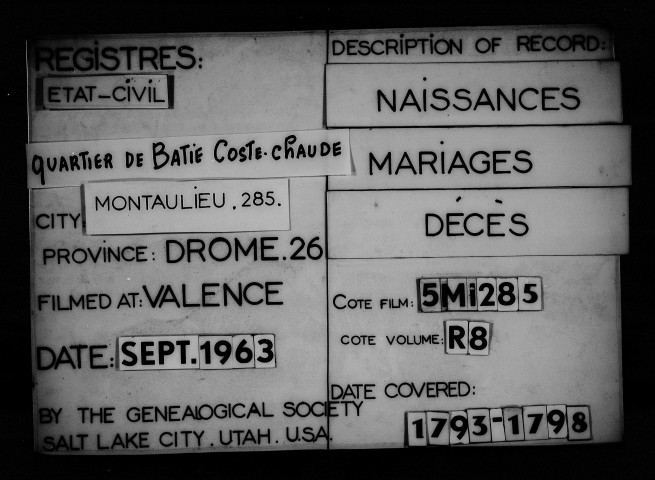 REGISTRES:
ETAT-CIVIL
QUARTIER DE BATIE COSTE-CHAUDE
CITY
MONTAULIEU.285.
PROVINCE: DROME.26
FILMED AT: VALENCE
DATE: SEPT.1963
BY THE GENEALOGICAL SOCIETY
SALT LAKE CITY. UTAH. U.S.A.
DESCRIPTION OF RECORD:
NAISSANCES
MARIAGES
DÉCÈS
COTE FILM: 5Mi285
COTE VOLUME: R8
DATE COVERED:
1793-1798